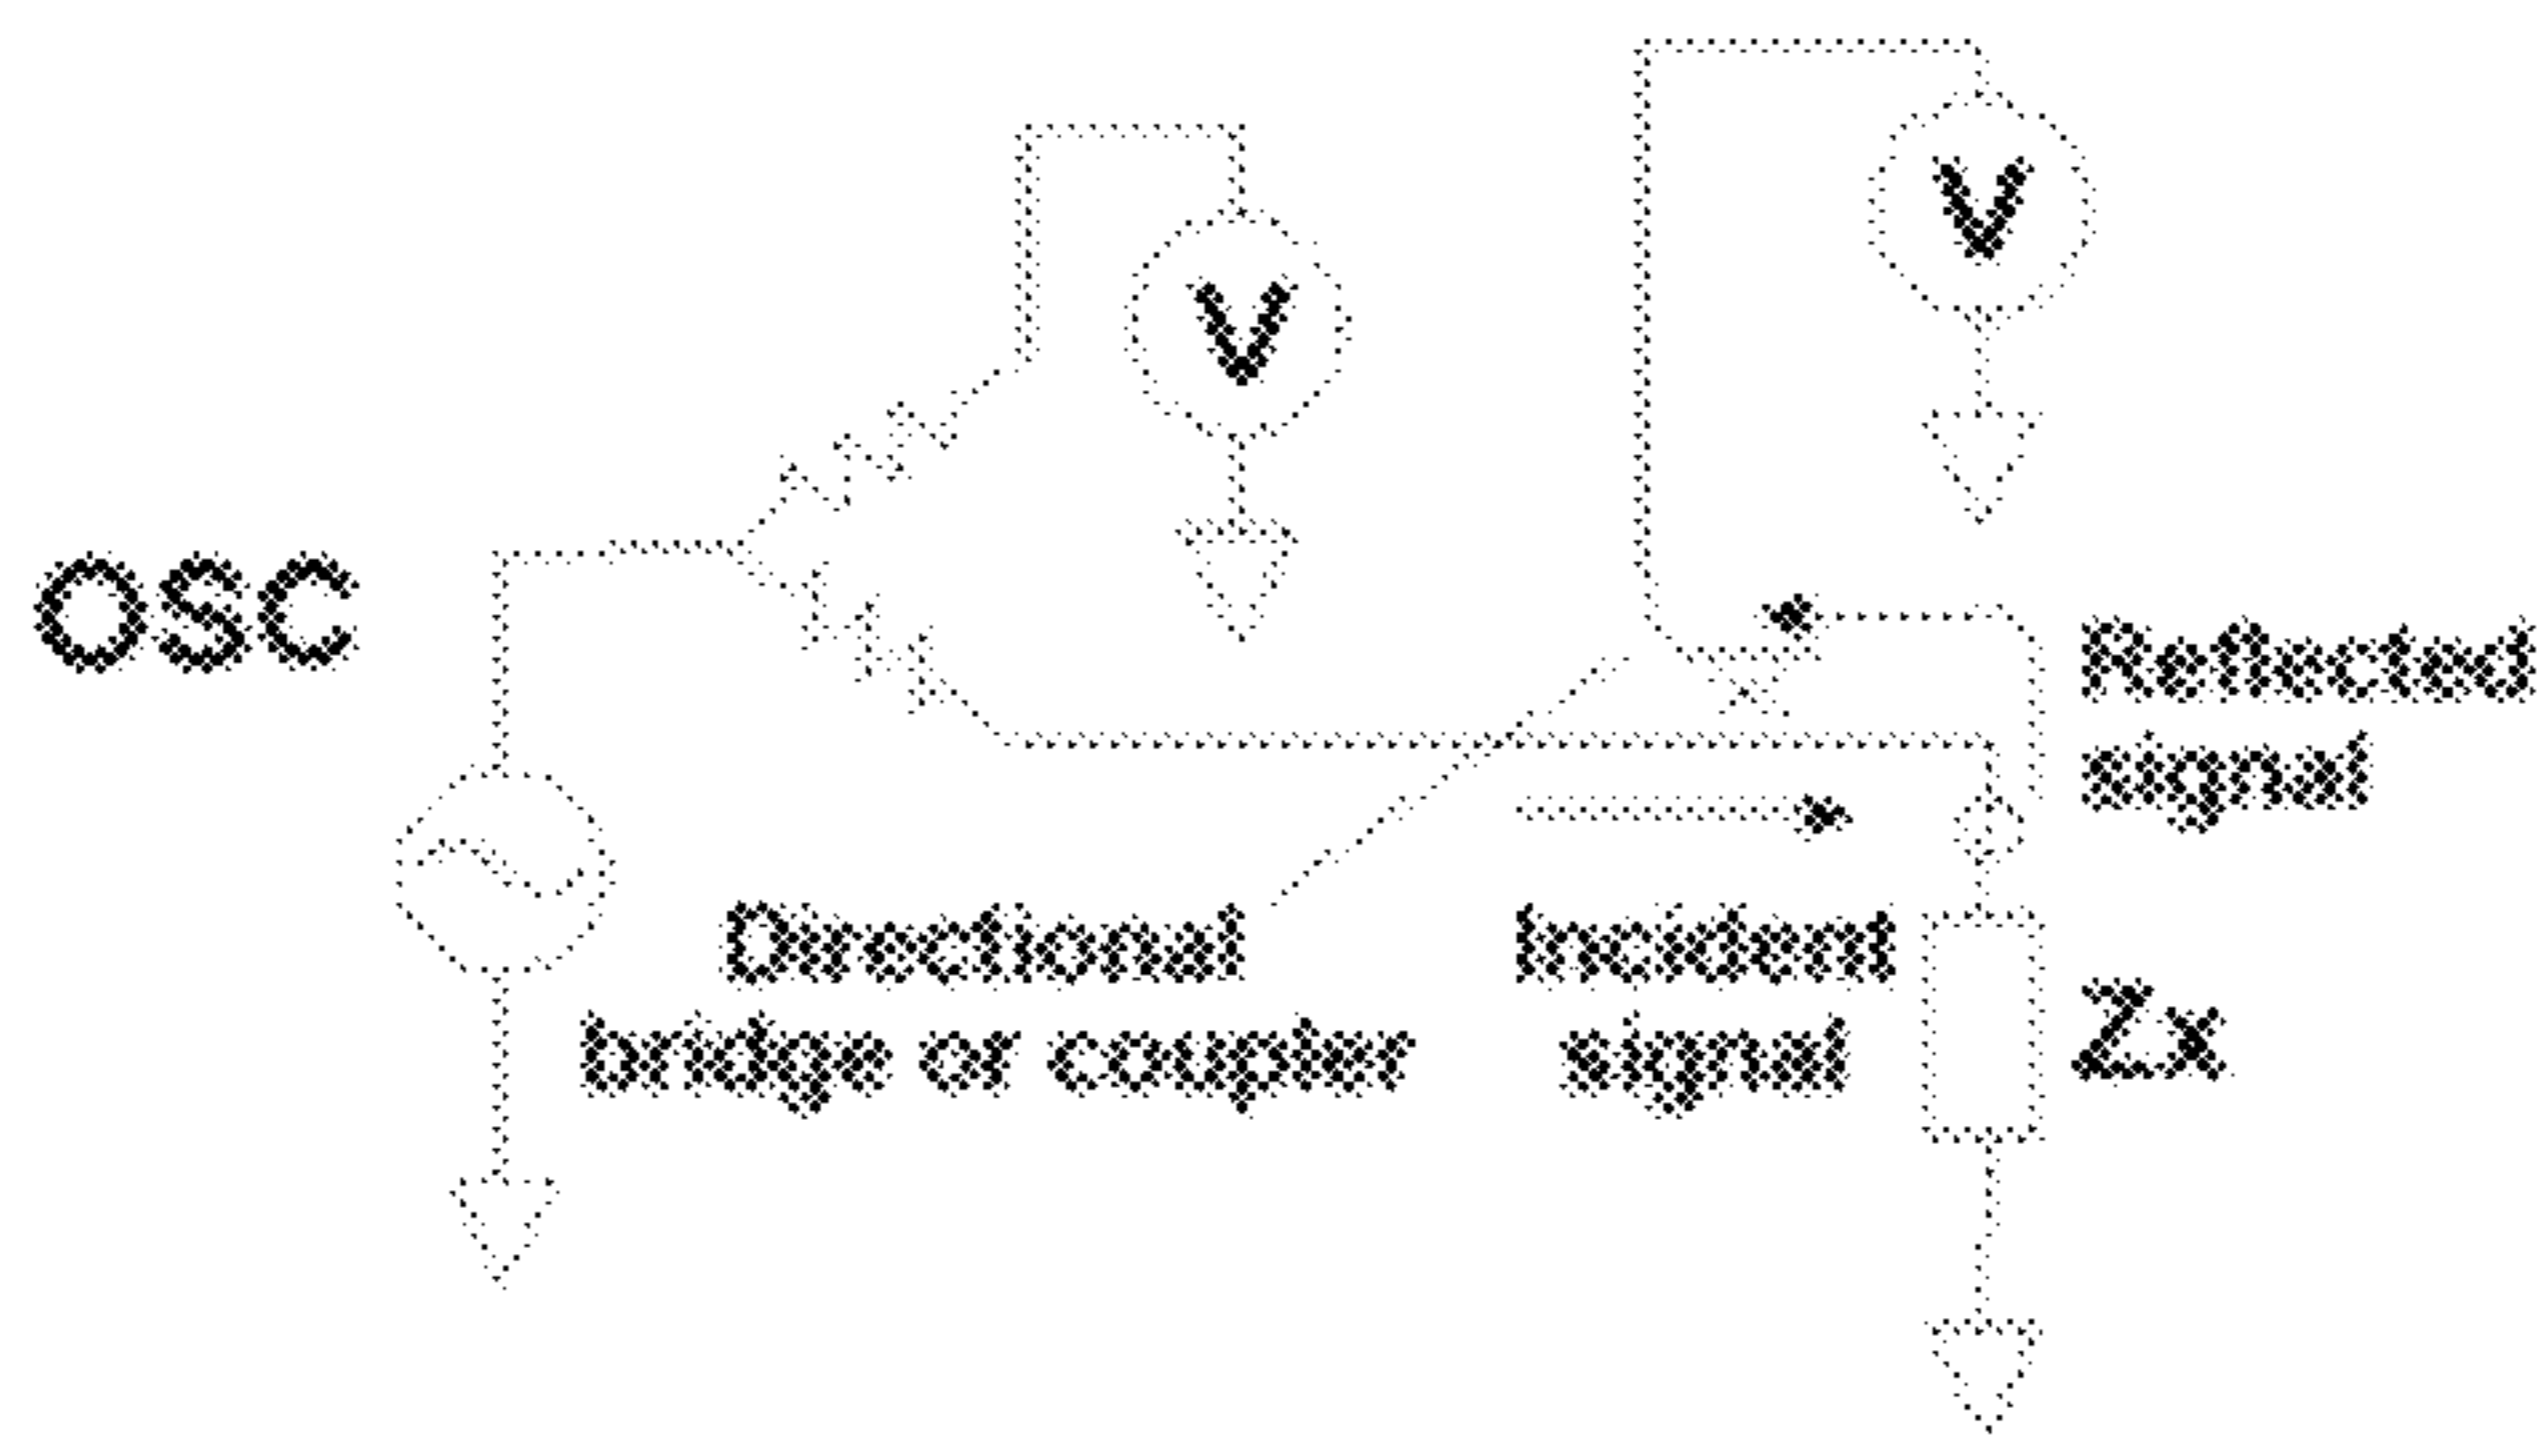 V
V
OSC
Reflected
signal
Directional
bridge or coupler
Incident
signal
Zx